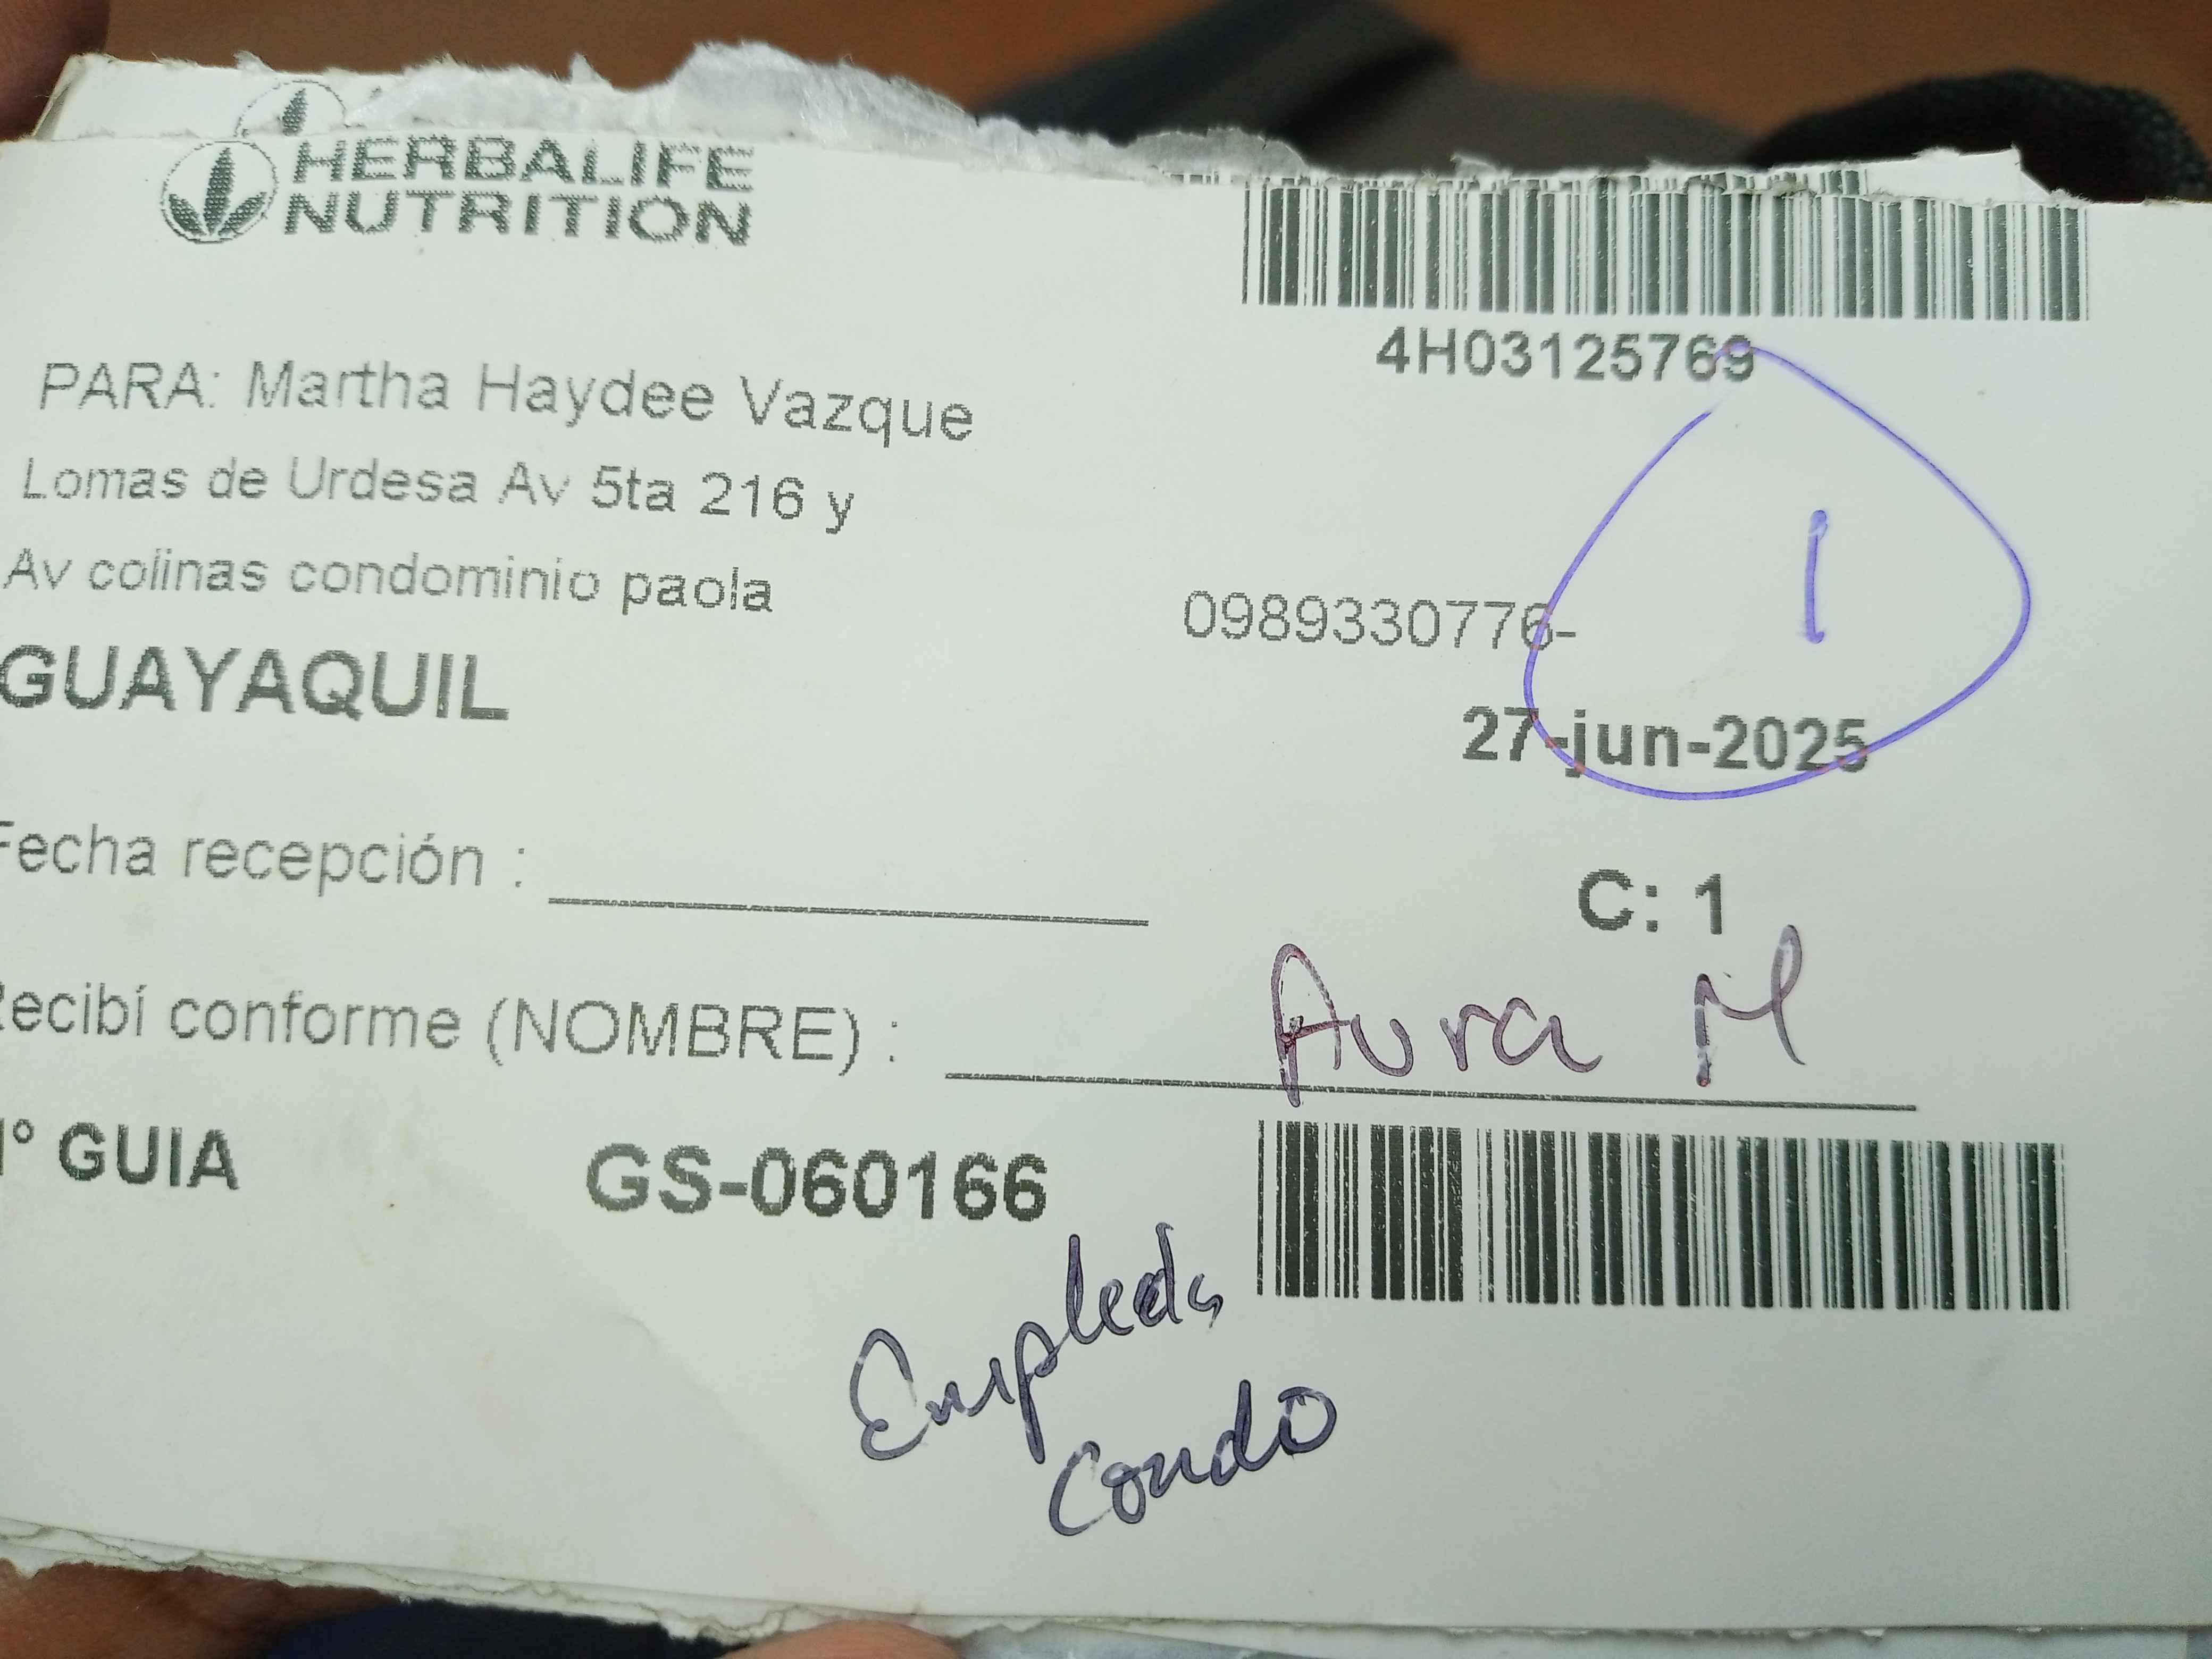 HERBALIFE
NUTRITION
4H03125769
PARA: Martha Haydee Vazque
Lomas de Urdesa Av 5ta 216 y
Av colinas condominio paola
0989330776-
1
GUAYAQUIL
27-jun-2025
Fecha recepción :
C: 1
Recibí conforme (NOMBRE) : Aura M
N° GUIA GS-060166
Empleda
Condo